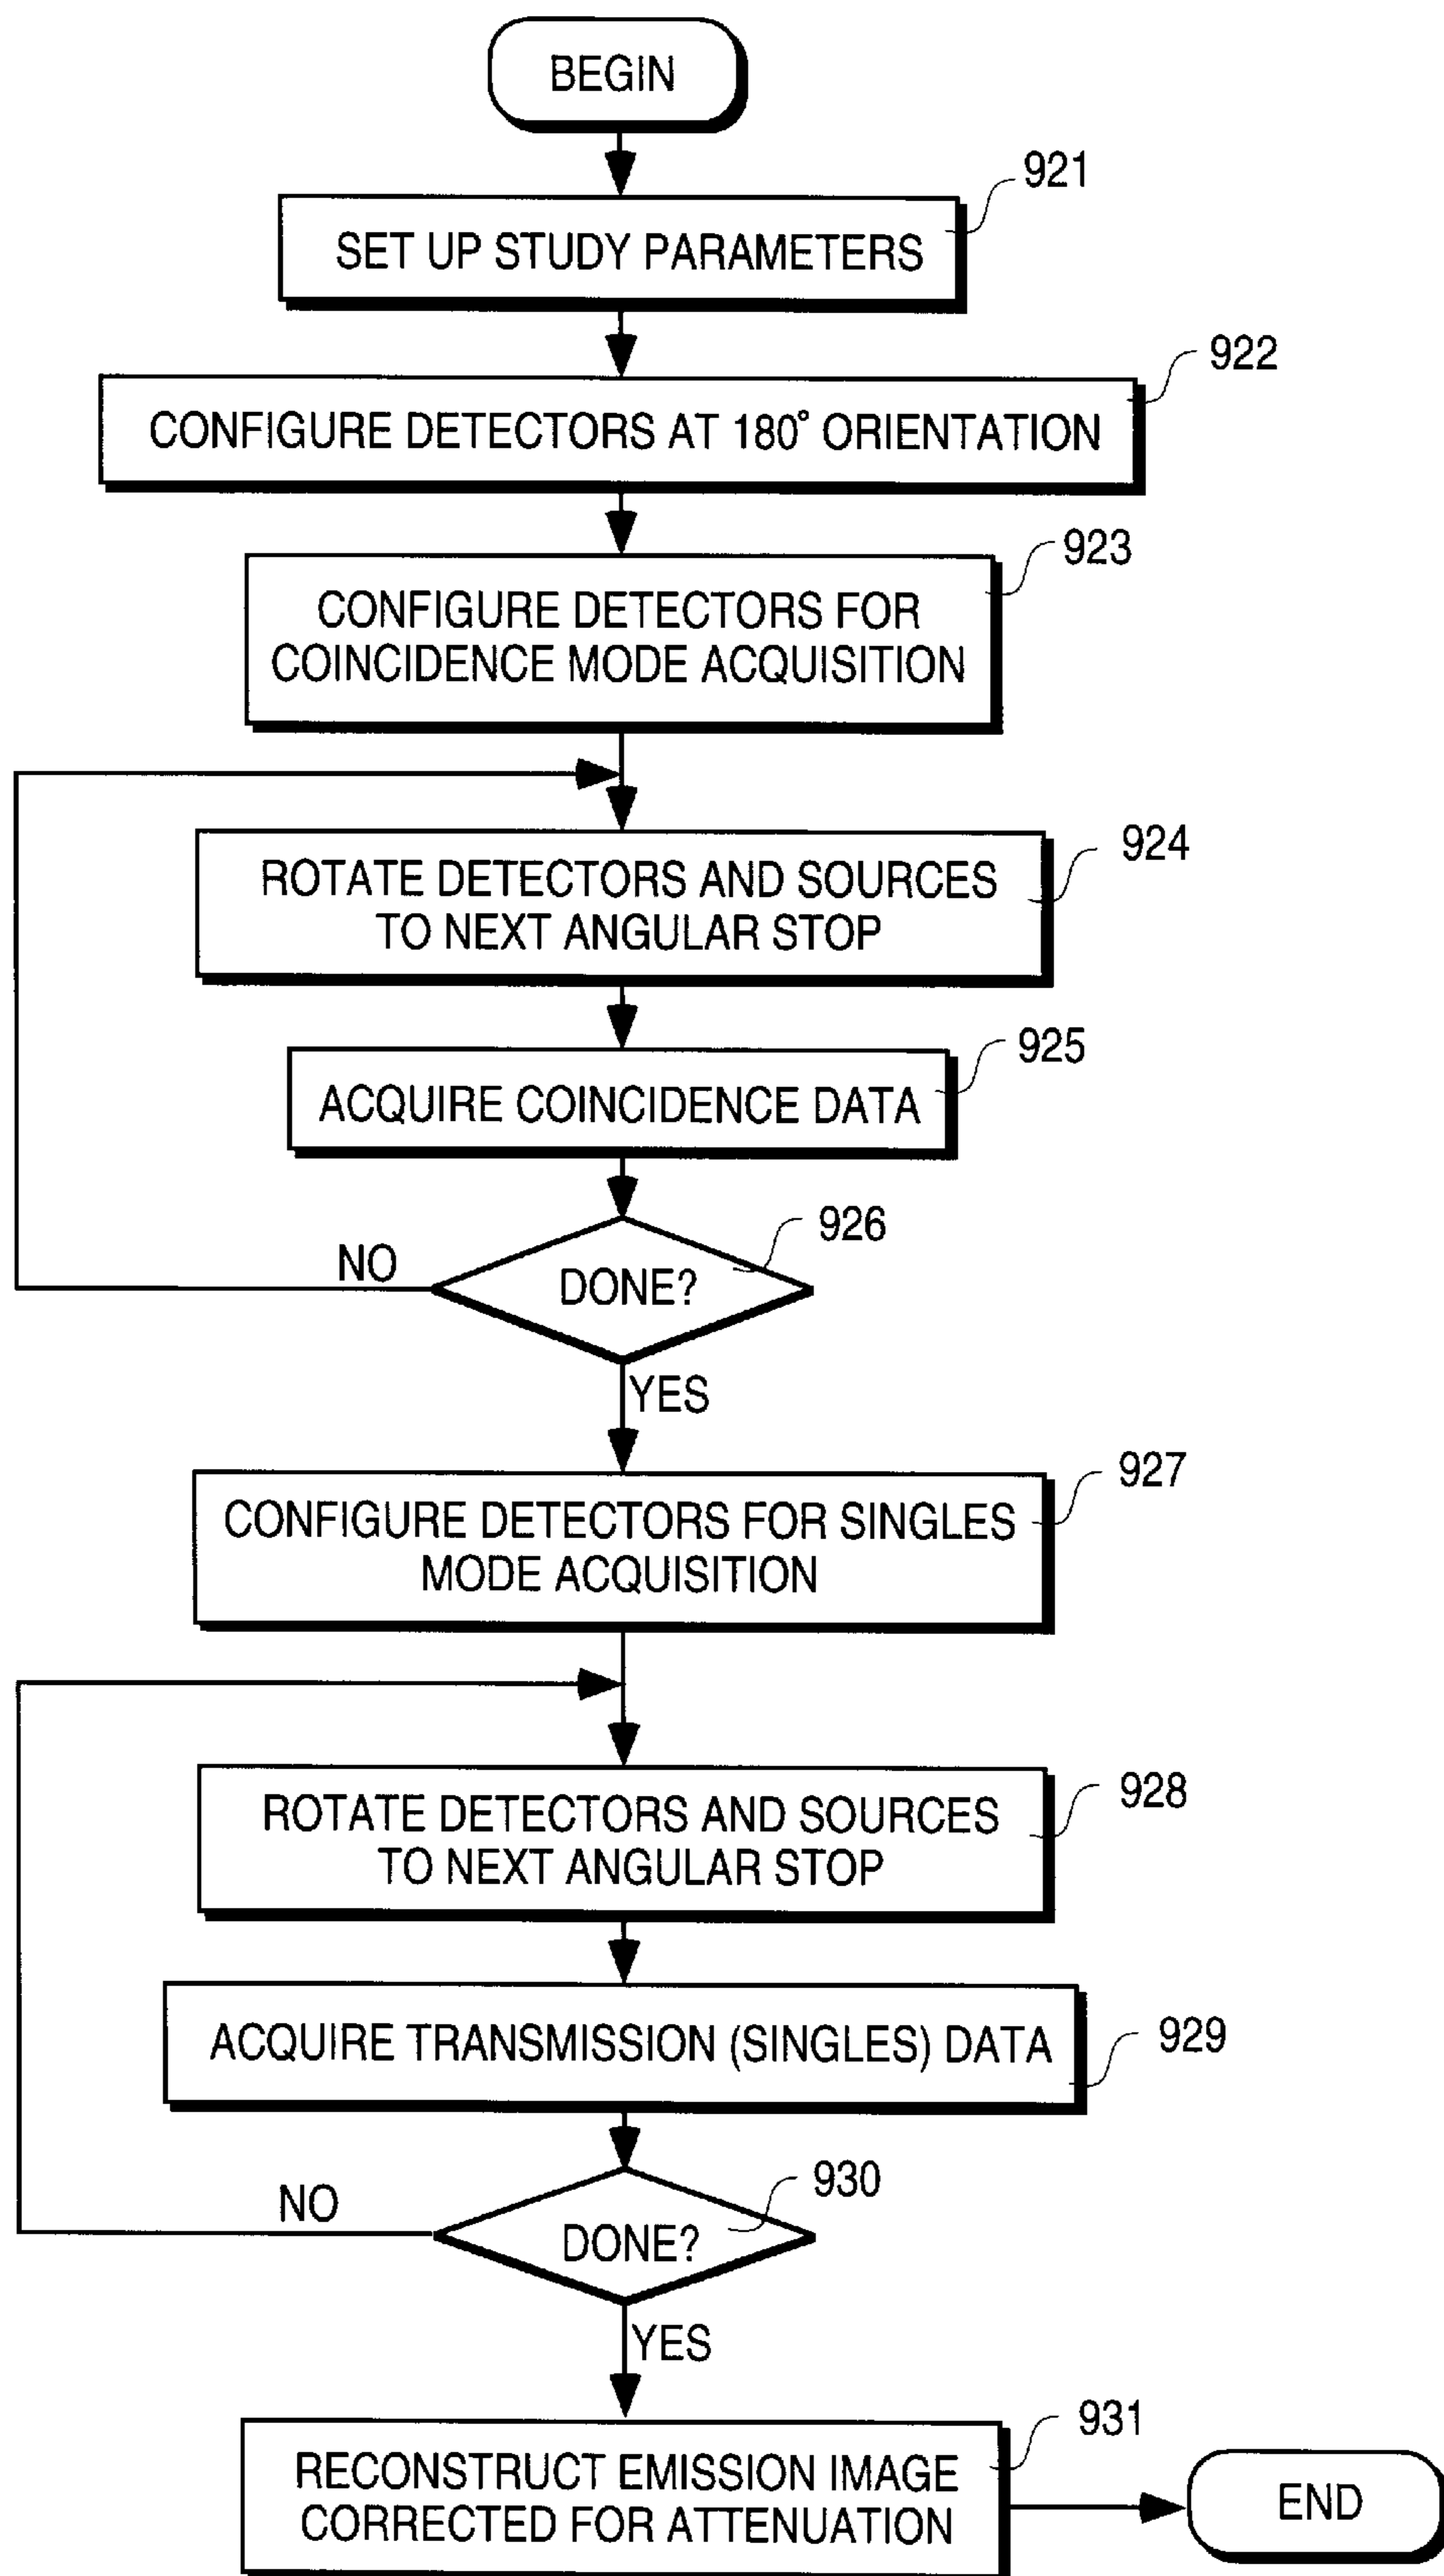 BEGIN
921
SET UP STUDY PARAMETERS
922
CONFIGURE DETECTORS AT 180° ORIENTATION
923
CONFIGURE DETECTORS FOR
COINCIDENCE MODE ACQUISITION
924
ROTATE DETECTORS AND SOURCES
TO NEXT ANGULAR STOP
925
ACQUIRE COINCIDENCE DATA
926
NO
DONE?
YES
927
CONFIGURE DETECTORS FOR SINGLES
MODE ACQUISITION
928
ROTATE DETECTORS AND SOURCES
TO NEXT ANGULAR STOP
929
ACQUIRE TRANSMISSION (SINGLES) DATA
930
NO
DONE?
YES
931
RECONSTRUCT EMISSION IMAGE
CORRECTED FOR ATTENUATION
END